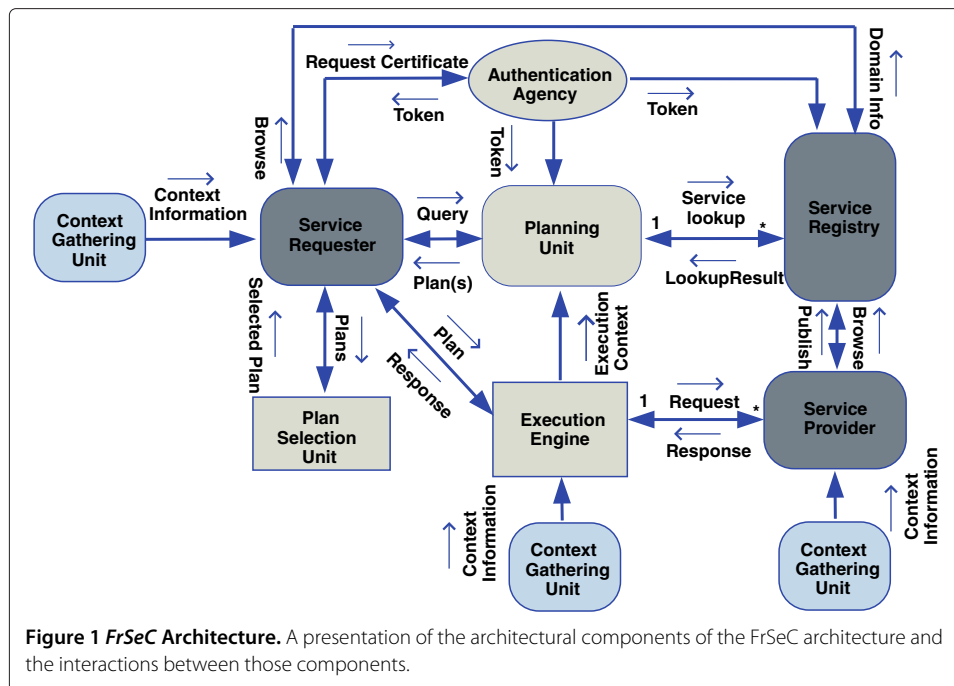 Request Certificate
Token
Authentication
Agency
Token
Domain Info
Browse
Token
Context
Gathering
Unit
Context
Information
Service
Requester
Query
Plan(s)
Planning
Unit
1
Service
lookup
*
LookupResult
Service
Registry
Selected Plan
Plans
Plan
Response
Execution
Context
Publish
Browse
Plan
Selection
Unit
Execution
Engine
1
Request
*
Response
Service
Provider
Context
Information
Context
Gathering
Unit
Context
Information
Context
Gathering
Unit
Figure 1 FrSeC Architecture. A presentation of the architectural components of the FrSeC architecture and
the interactions between those components.